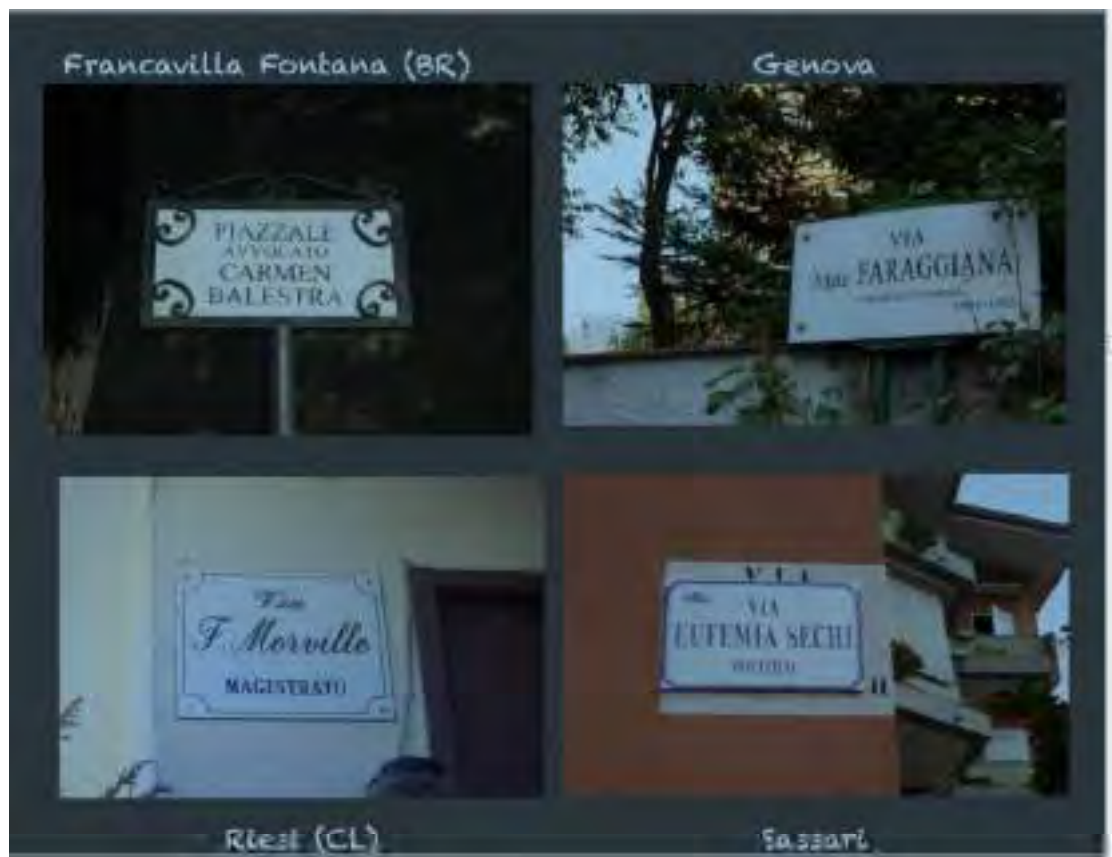 Francavilla Fontana (BR)
Genova
PIAZZALE
AVVOCATO
CARMEN
BALESTRA
VIA
FARAGGIANA
Via
F. Morvillo
MAGISTRATO
VIA
VIA
EUFEMIA SECHI
Riesi (CL)
Sassari